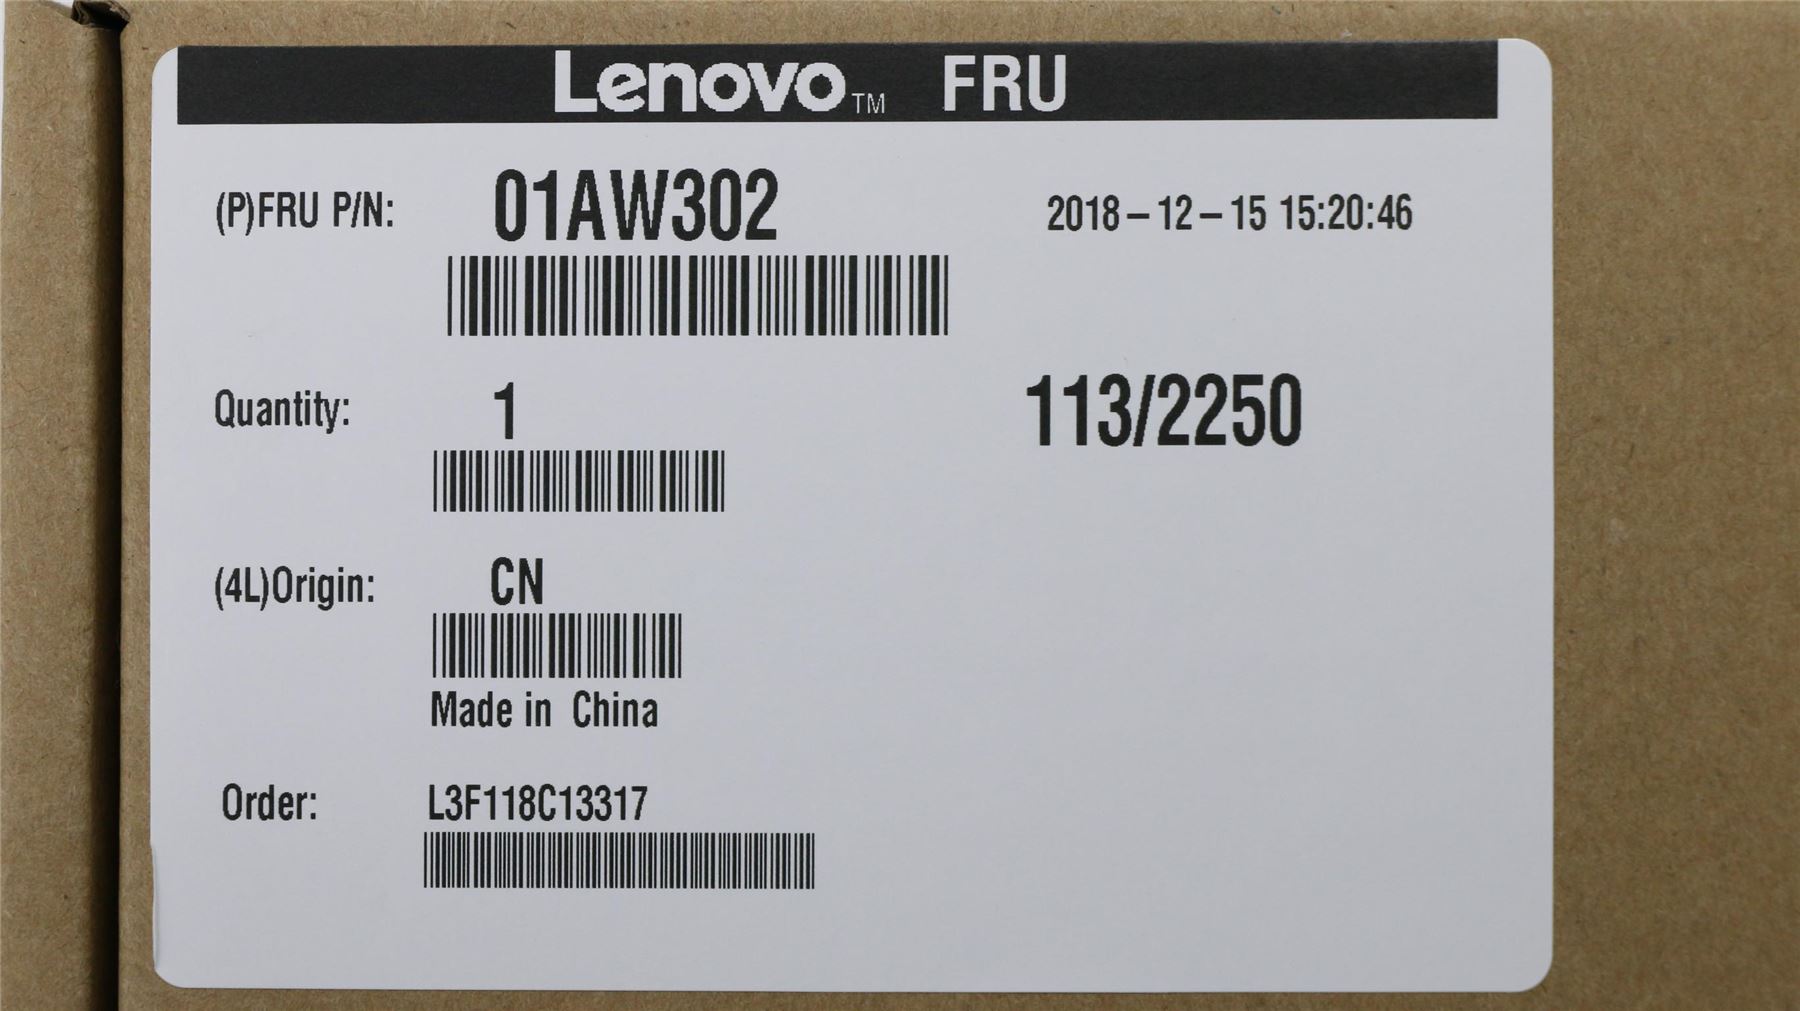 Lenovo™ FRU
(P)FRU P/N: 01AW302 2018-12-15 15:20:46
Quantity: 1 113/2250
(4L)Origin: CN
Made in China
Order: L3F118C13317